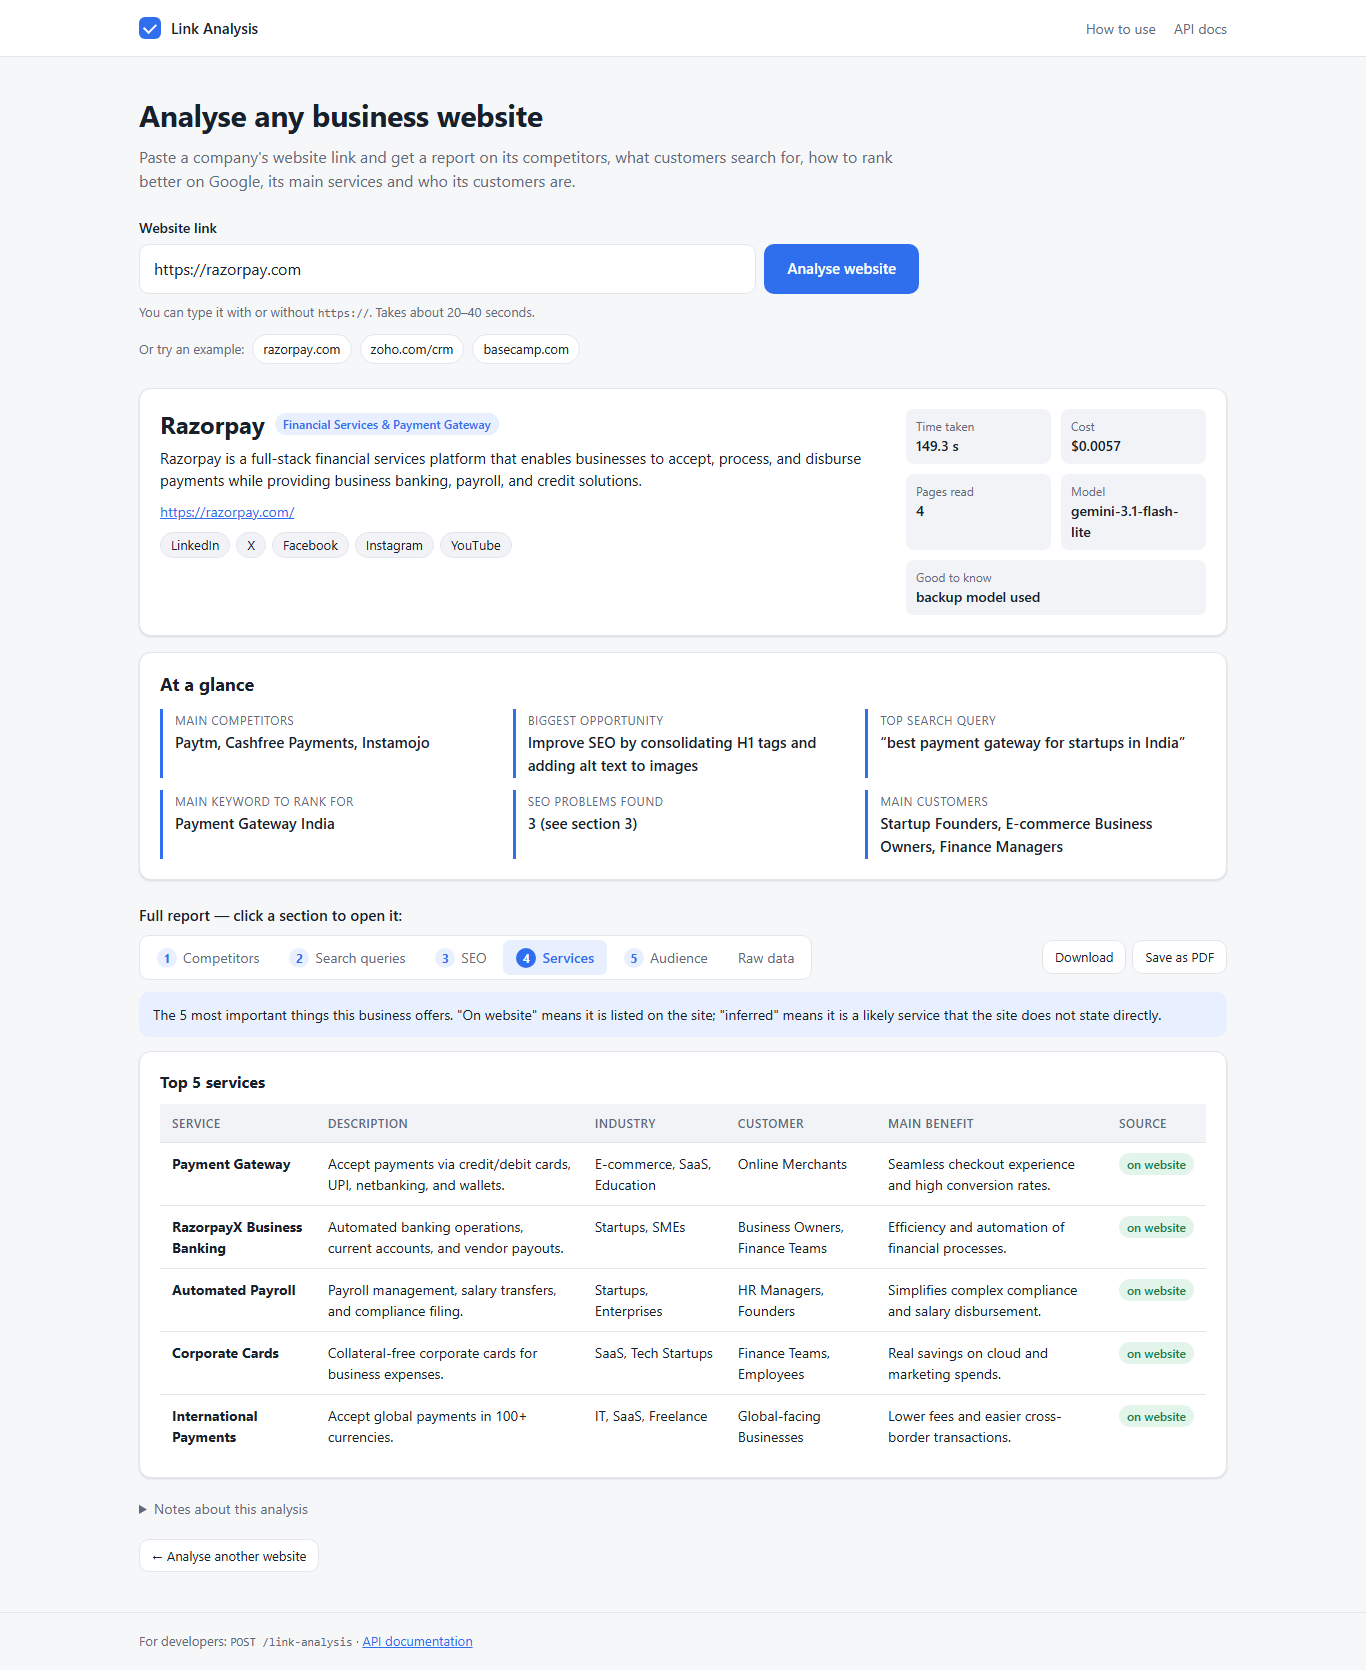 Link Analysis
How to use
API docs
Analyse any business website
Paste a company's website link and get a report on its competitors, what customers search for, how to rank
better on Google, its main services and who its customers are.
Website link
https://razorpay.com
Analyse website
You can type it with or without https://. Takes about 20–40 seconds.
Or try an example:
razorpay.com
zoho.com/crm
basecamp.com
Razorpay
Financial Services & Payment Gateway
Razorpay is a full-stack financial services platform that enables businesses to accept, process, and disburse
payments while providing business banking, payroll, and credit solutions.
https://razorpay.com/
LinkedIn
X
Facebook
Instagram
YouTube
Time taken
149.3 s
Cost
$0.0057
Pages read
4
Model
gemini-3.1-flash-
lite
Good to know
backup model used
At a glance
MAIN COMPETITORS
Paytm, Cashfree Payments, Instamojo
BIGGEST OPPORTUNITY
Improve SEO by consolidating H1 tags and
adding alt text to images
TOP SEARCH QUERY
“best payment gateway for startups in India”
MAIN KEYWORD TO RANK FOR
Payment Gateway India
SEO PROBLEMS FOUND
3 (see section 3)
MAIN CUSTOMERS
Startup Founders, E-commerce Business
Owners, Finance Managers
Full report — click a section to open it:
1 Competitors
2 Search queries
3 SEO
4 Services
5 Audience
Raw data
Download
Save as PDF
The 5 most important things this business offers. "On website" means it is listed on the site; "inferred" means it is a likely service that the site does not state directly.
Top 5 services
SERVICE
DESCRIPTION
INDUSTRY
CUSTOMER
MAIN BENEFIT
SOURCE
Payment Gateway
Accept payments via credit/debit cards,
UPI, netbanking, and wallets.
E-commerce, SaaS,
Education
Online Merchants
Seamless checkout experience
and high conversion rates.
on website
RazorpayX Business
Banking
Automated banking operations,
current accounts, and vendor payouts.
Startups, SMEs
Business Owners,
Finance Teams
Efficiency and automation of
financial processes.
on website
Automated Payroll
Payroll management, salary transfers,
and compliance filing.
Startups,
Enterprises
HR Managers,
Founders
Simplifies complex compliance
and salary disbursement.
on website
Corporate Cards
Collateral-free corporate cards for
business expenses.
SaaS, Tech Startups
Finance Teams,
Employees
Real savings on cloud and
marketing spends.
on website
International
Payments
Accept global payments in 100+
currencies.
IT, SaaS, Freelance
Global-facing
Businesses
Lower fees and easier cross-
border transactions.
on website
Notes about this analysis
← Analyse another website
For developers: POST /link-analysis · API documentation